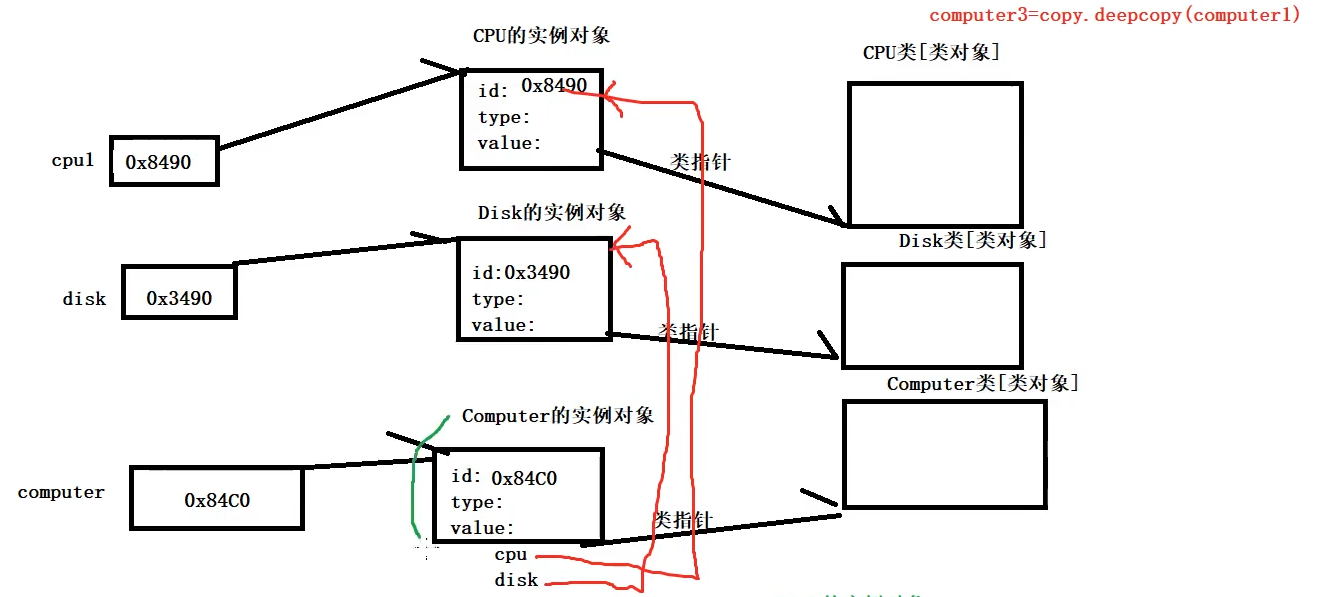 computer3=copy.deepcopy(computer1)
CPU的实例对象
CPU类[类对象]
id: 0x8490
type:
value:
cpu1
0x8490
类指针
Disk的实例对象
Disk类[类对象]
id:0x3490
type:
value:
disk
0x3490
类指针
Computer类[类对象]
Computer的实例对象
id: 0x84C0
type:
value:
computer
0x84C0
类指针
cpu
disk